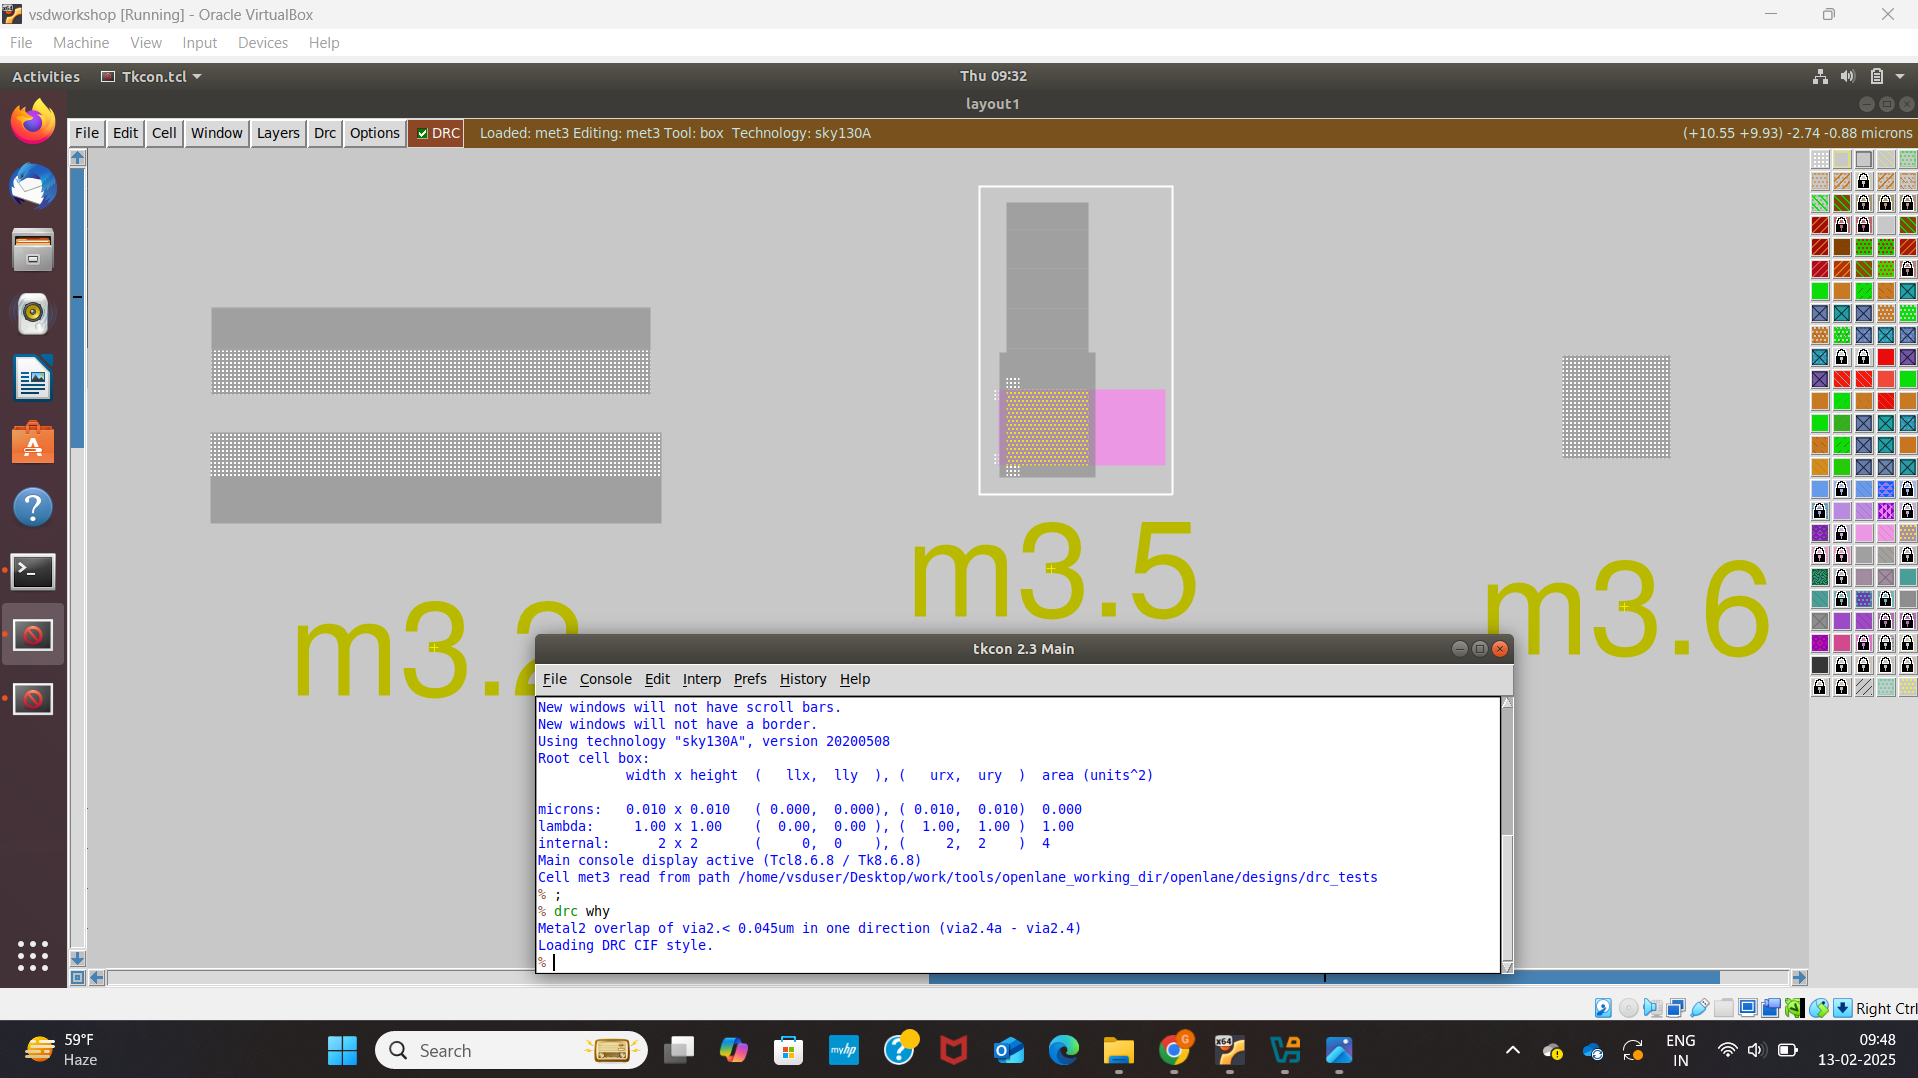 vsdworkshop [Running] - Oracle VirtualBox
File Machine View Input Devices Help
Activities Tkcon.tcl Thu 09:32
layout1
File Edit Cell Window Layers Drc Options DRC Loaded: met3 Editing: met3 Tool: box Technology: sky130A (+10.55 +9.93) -2.74 -0.88 microns
m3.5
m3.6
m3.2
tkcon 2.3 Main
File Console Edit Interp Prefs History Help
New windows will not have scroll bars.
New windows will not have a border.
Using technology "sky130A", version 20200508
Root cell box:
width x height ( llx, lly ), ( urx, ury ) area (units^2)
microns: 0.010 x 0.010 ( 0.000, 0.000), ( 0.010, 0.010) 0.000
lambda: 1.00 x 1.00 ( 0.00, 0.00 ), ( 1.00, 1.00 ) 1.00
internal: 2 x 2 ( 0, 0 ), ( 2, 2 ) 4
Main console display active (Tcl8.6.8 / Tk8.6.8)
Cell met3 read from path /home/vsduser/Desktop/work/tools/openlane_working_dir/openlane/designs/drc_tests
% ;
% drc why
Metal2 overlap of via2.< 0.045um in one direction (via2.4a - via2.4)
Loading DRC CIF style.
%
Right Ctrl
59°F
Haze
Search
myhp
G
x64
ENG
IN
09:48
13-02-2025